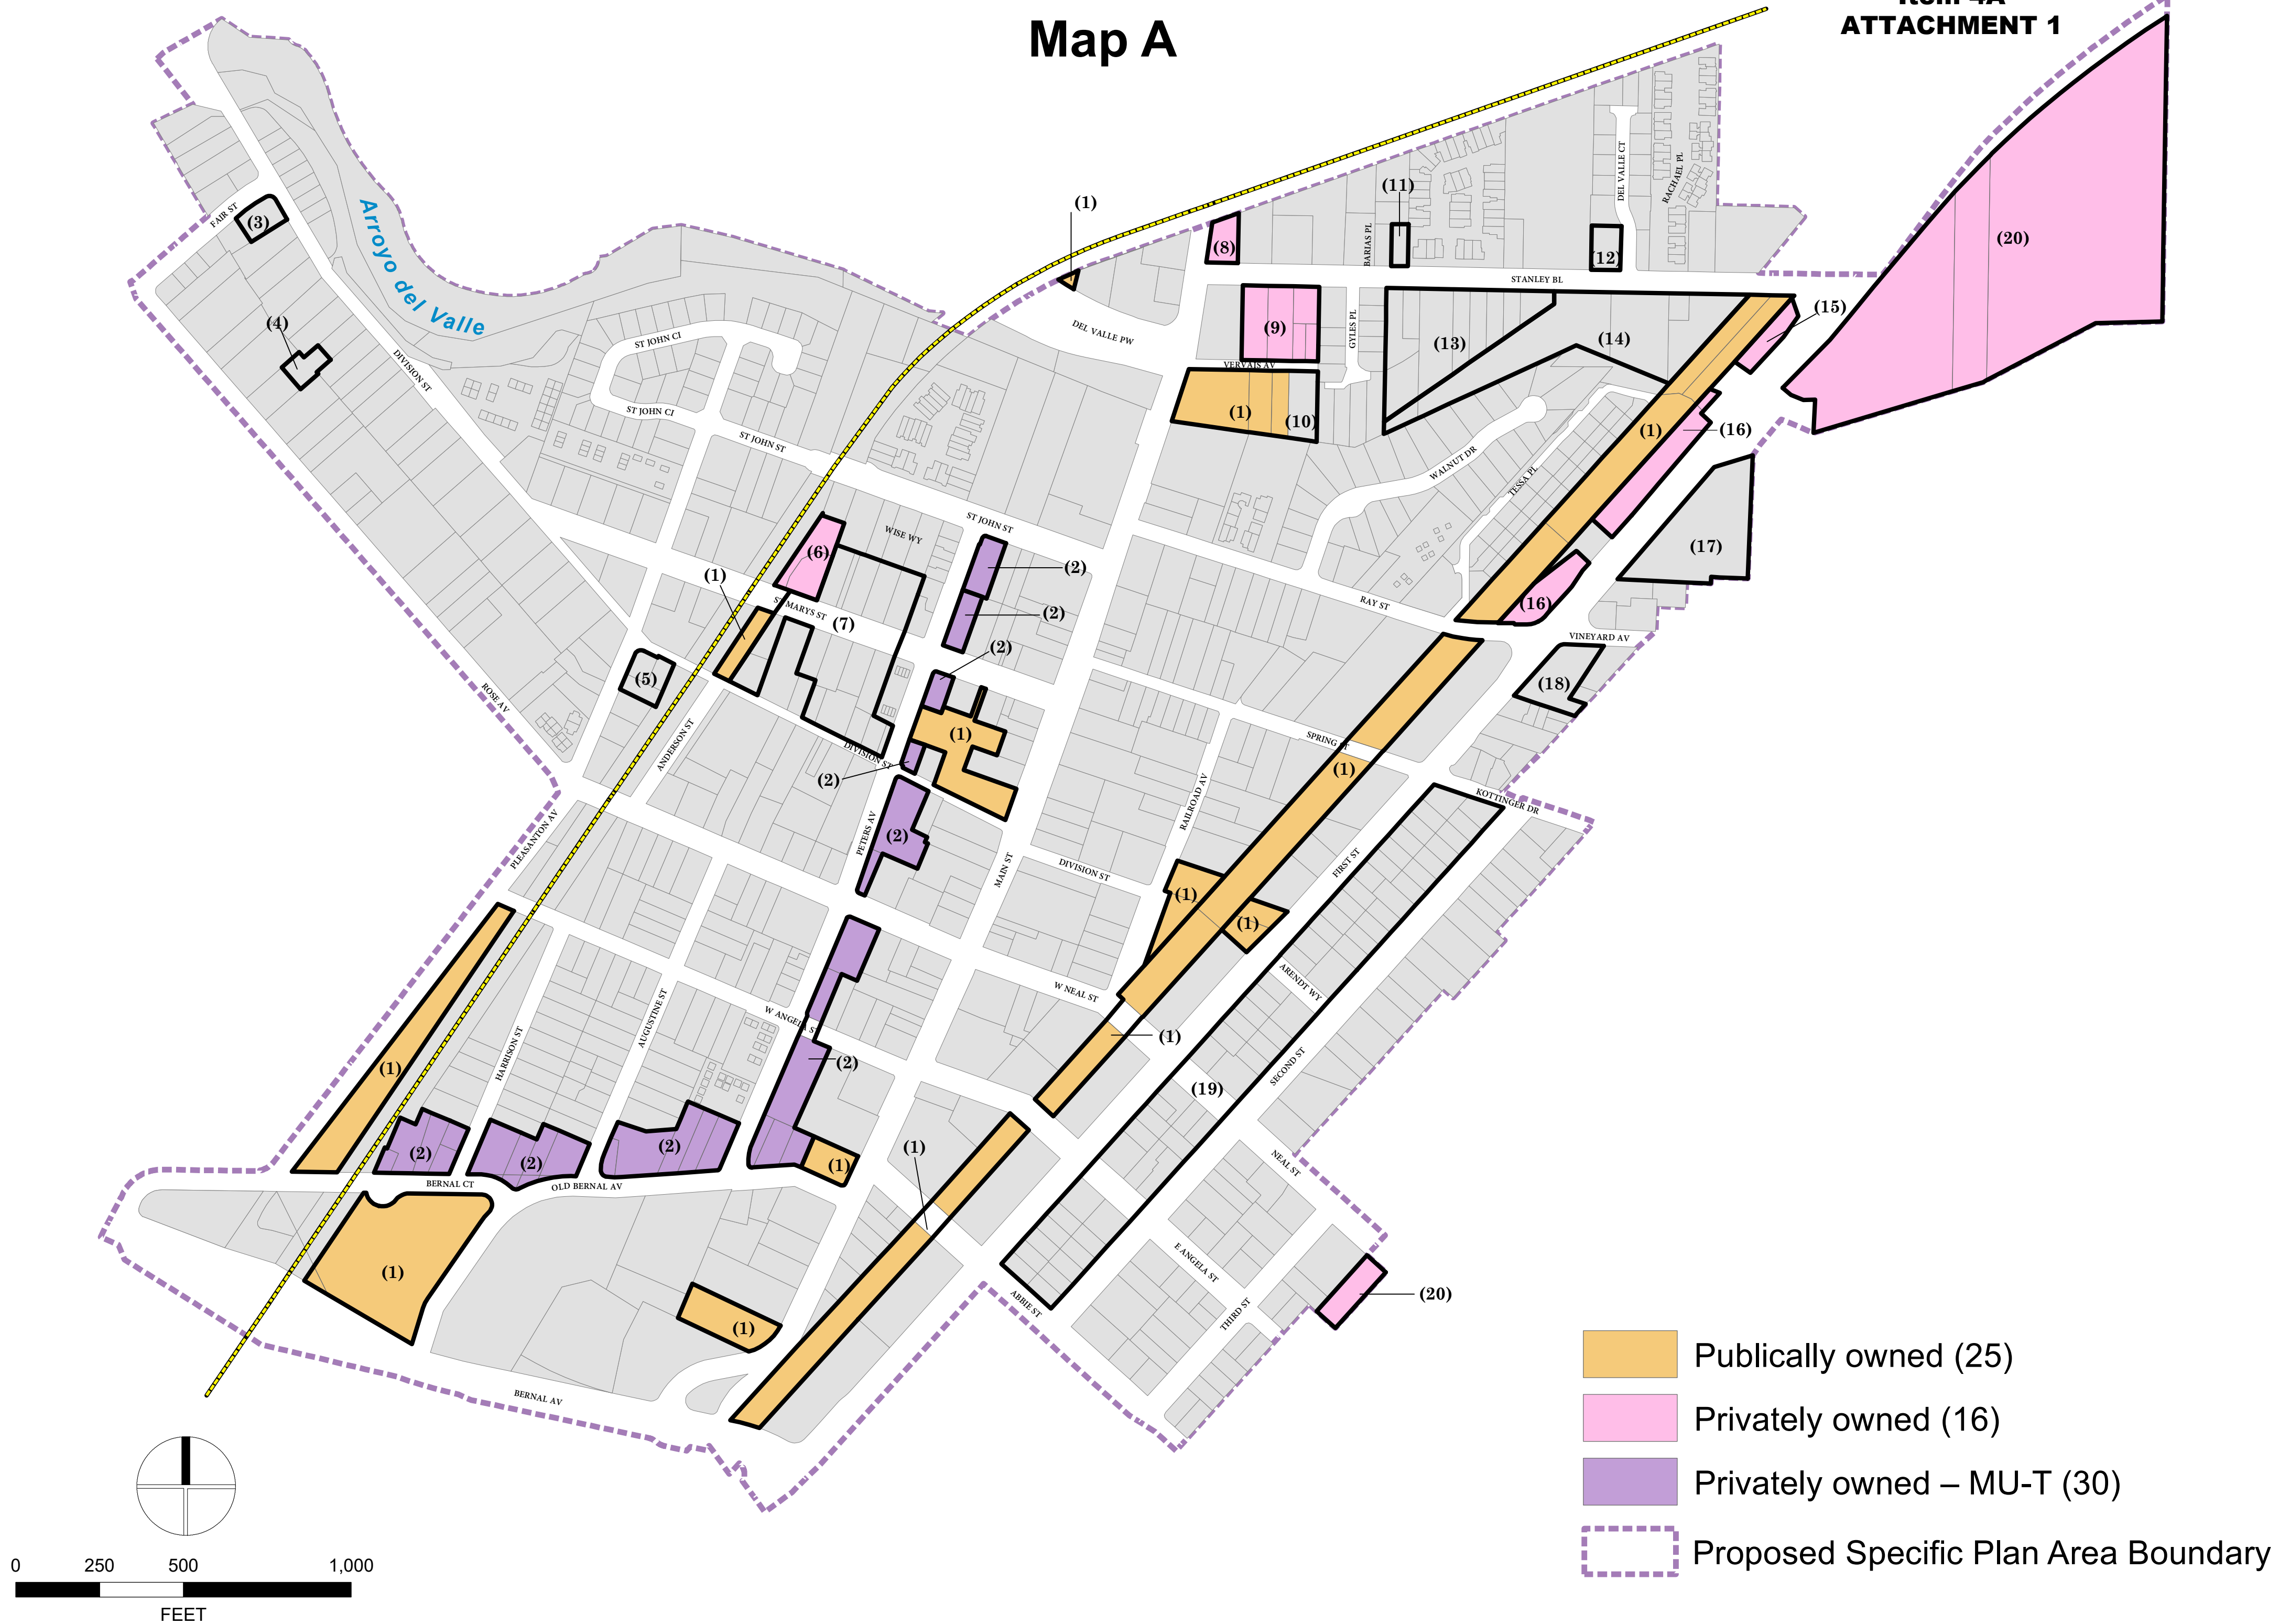 Item 4A
ATTACHMENT 1
Map A
Arroyo del Valle
FAIR ST
(3)
(4)
DIVISION ST
ST JOHN CI
ST JOHN CI
ST JOHN ST
(1)
DEL VALLE PW
(8)
BARIAS PL
(11)
(12)
DEL VALLE CT
RACHAEL PL
STANLEY BL
(20)
(9)
GYLES PL
VERVAIS AV
(1)
(10)
(13)
(14)
(15)
(1)
(16)
WALNUT DR
TESSA PL
(17)
(16)
WISE WY
ST JOHN ST
(6)
(1)
ST MARYS ST
(7)
(2)
(2)
(2)
RAY ST
VINEYARD AV
(18)
(5)
ROSE AV
ANDERSON ST
DIVISION ST
(1)
(2)
SPRING ST
(1)
KOTTINGER DR
RAILROAD AV
PLEASANTON AV
PETERS AV
(2)
MAIN ST
DIVISION ST
FIRST ST
(1)
(1)
W NEAL ST
ARENDT WY
(1)
W ANGELA ST
(2)
AUGUSTINE ST
HARRISON ST
(1)
(19)
SECOND ST
(2)
(2)
(2)
(1)
(1)
BERNAL CT
OLD BERNAL AV
NEAL ST
E ANGELA ST
(1)
(1)
ABBIE ST
THIRD ST
(20)
BERNAL AV
Publically owned (25)
Privately owned (16)
Privately owned – MU-T (30)
Proposed Specific Plan Area Boundary
0 250 500 1,000
FEET